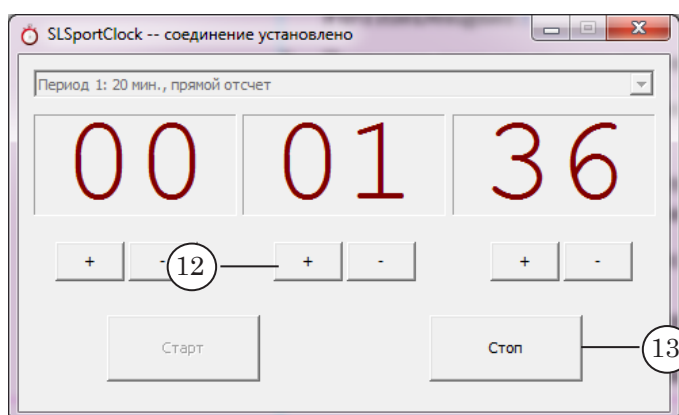 SLSportClock -- соединение установлено
Период 1: 20 мин., прямой отсчет
00 01 36
+ - + - + -
12
Старт Стоп
13